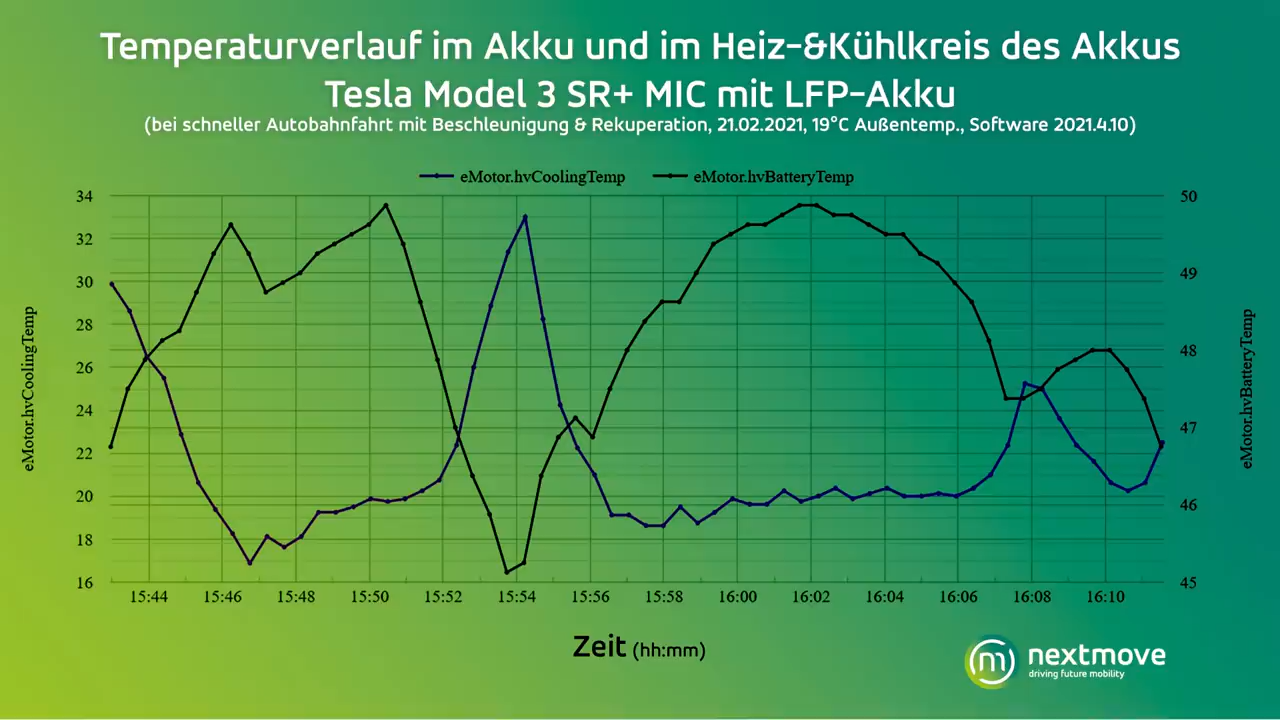 Temperaturverlauf im Akku und im Heiz-&Kühlkreis des Akkus
Tesla Model 3 SR+ MIC mit LFP-Akku
(bei schneller Autobahnfahrt mit Beschleunigung & Rekuperation, 21.02.2021, 19°C Außentemp., Software 2021.4.10)
eMotor.hvCoolingTemp eMotor.hvBatteryTemp
34 50
32
30 49
28
26 48
24
22 47
20 46
18
16 45
eMotor.hvCoolingTemp
eMotor.hvBatteryTemp
15:44 15:46 15:48 15:50 15:52 15:54 15:56 15:58 16:00 16:02 16:04 16:06 16:08 16:10
Zeit (hh:mm)
m nextmove
driving future mobility